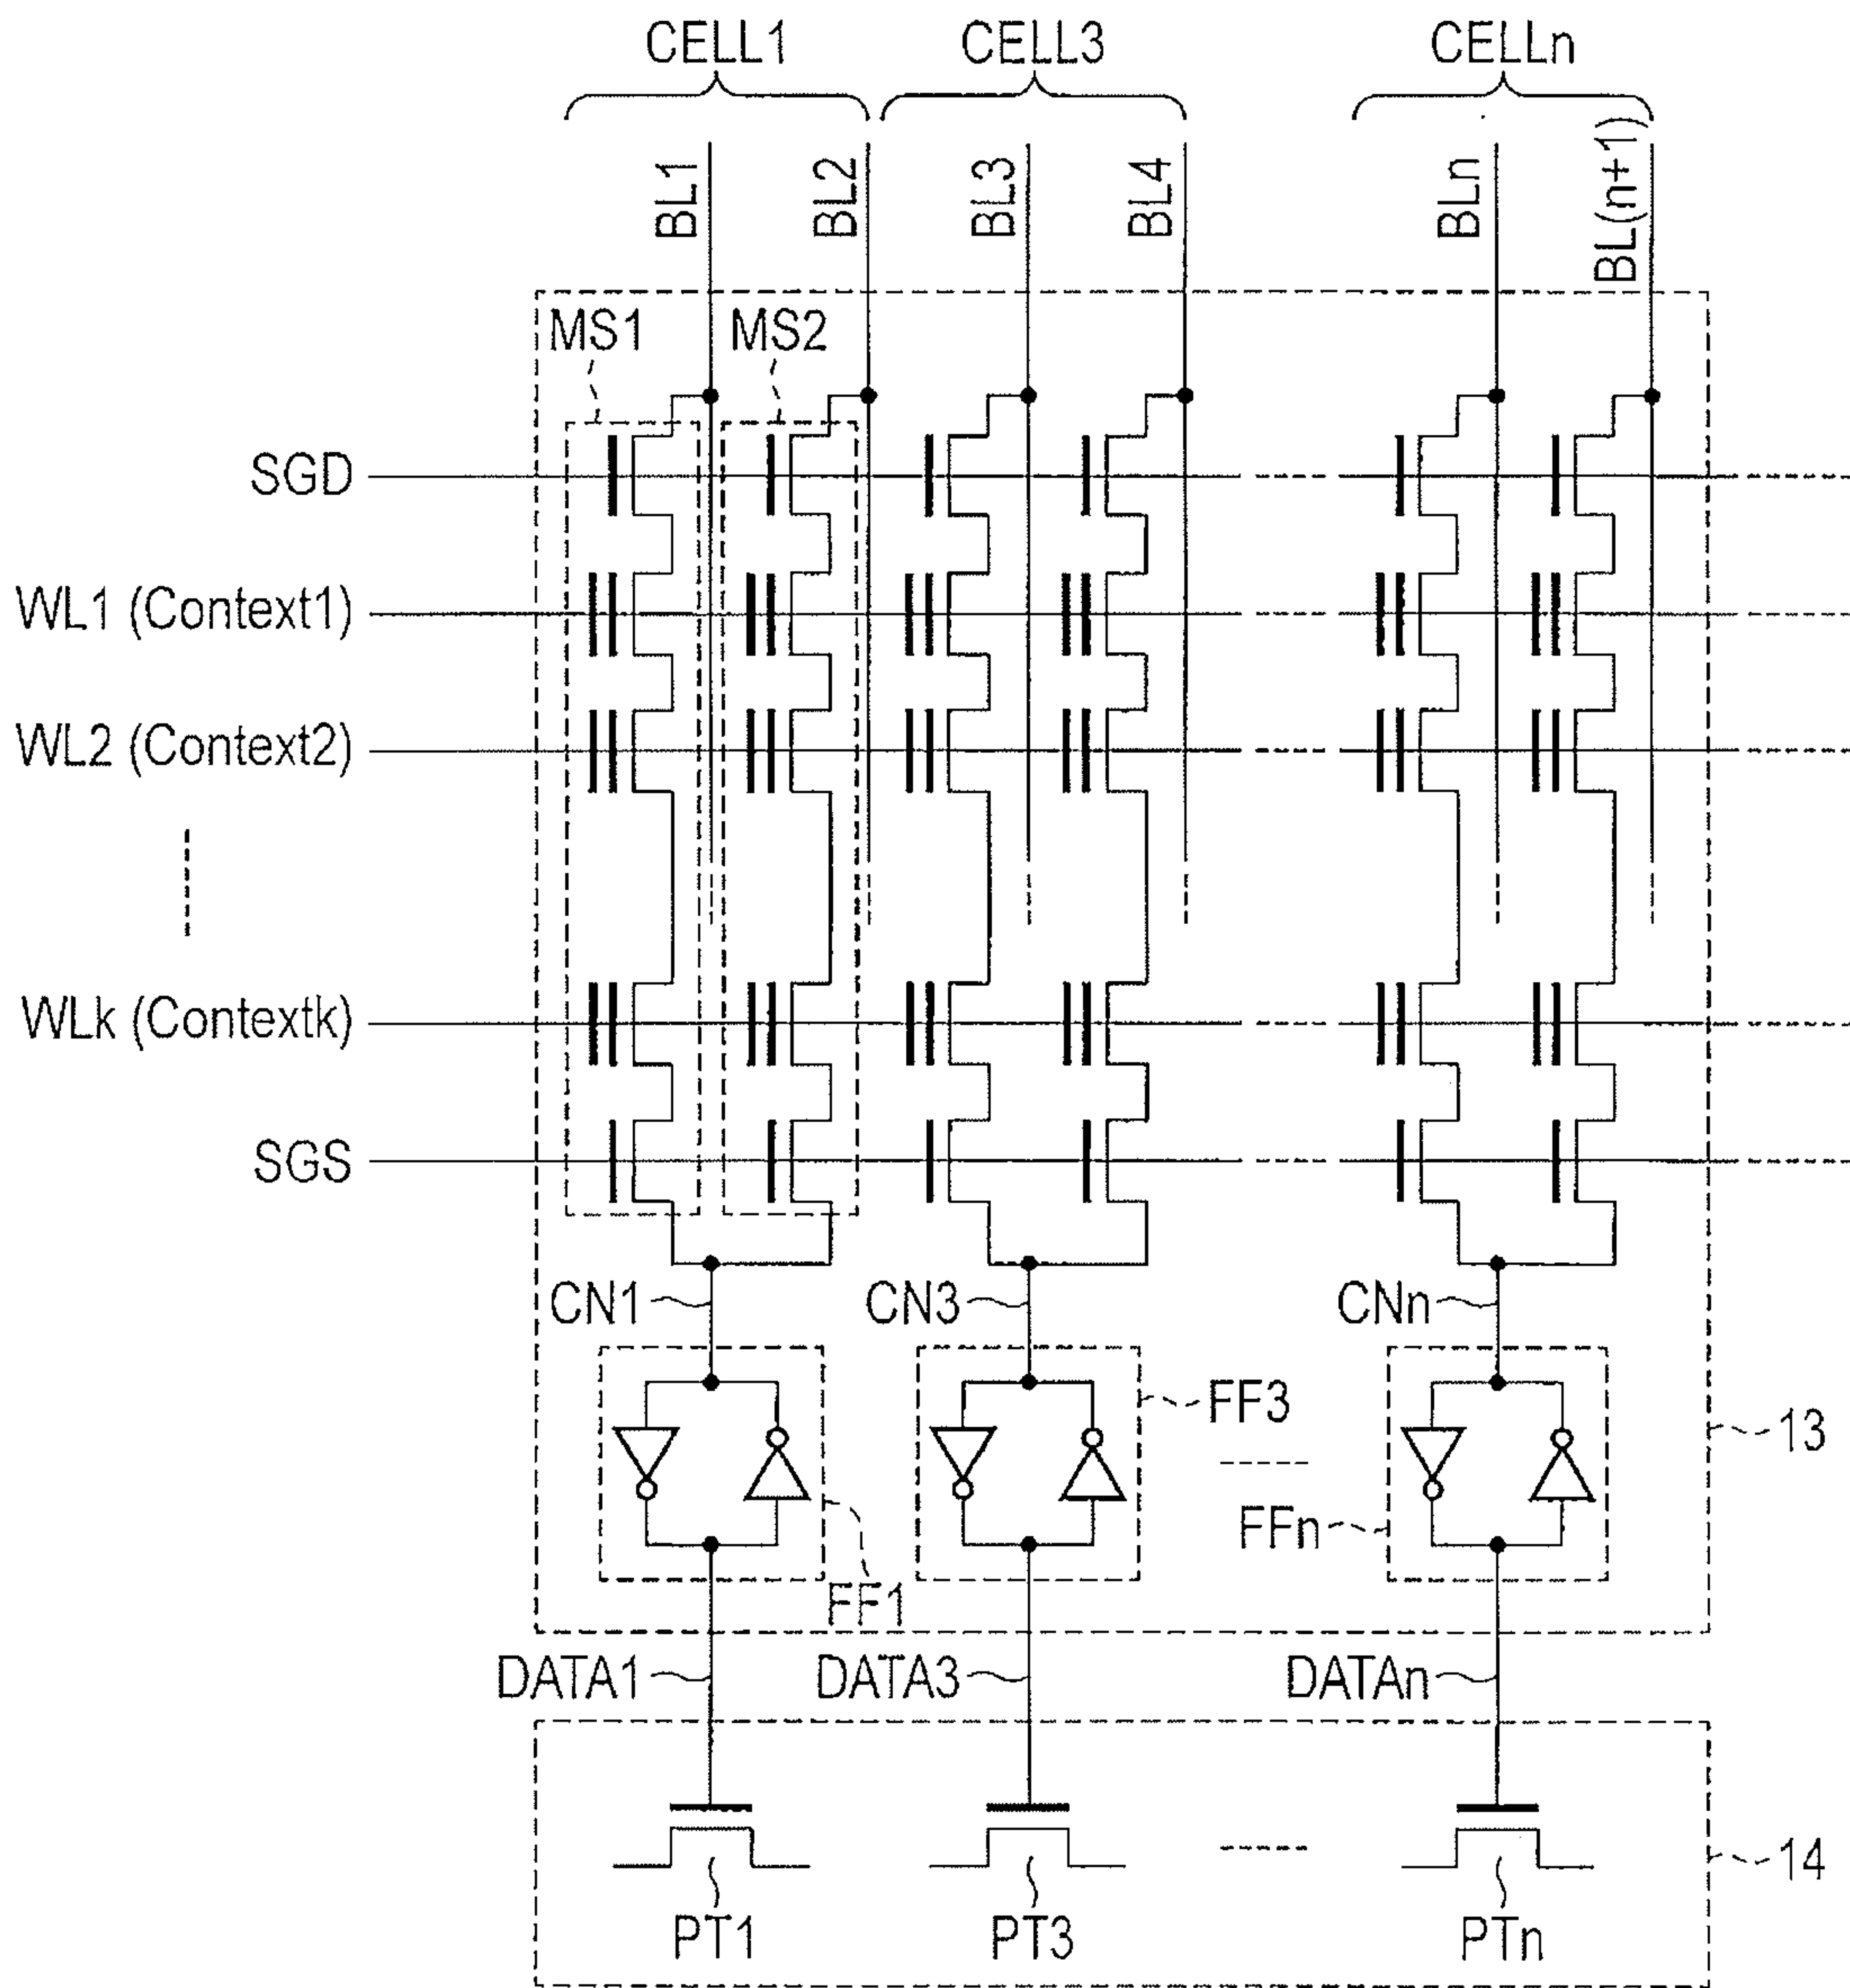 CELL1 CELL3 CELLn
BL1 BL2 BL3 BL4 BLn BL(n+1)
MS1 MS2
SGD
WL1 (Context1)
WL2 (Context2)
WLk (Contextk)
SGS
CN1 CN3 CNn
FF3
13
FFn
FF1
DATA1 DATA3 DATAn
14
PT1 PT3 PTn